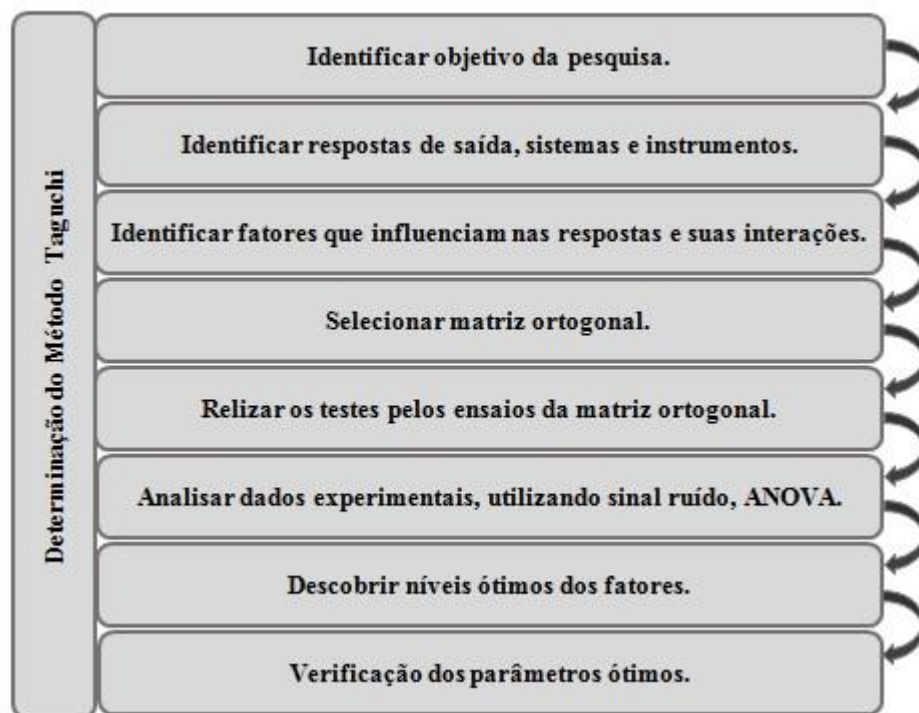 Determinação do Método Taguchi
Identificar objetivo da pesquisa.
Identificar respostas de saída, sistemas e instrumentos.
Identificar fatores que influenciam nas respostas e suas interações.
Selecionar matriz ortogonal.
Relizar os testes pelos ensaios da matriz ortogonal.
Analisar dados experimentais, utilizando sinal ruído, ANOVA.
Descobrir níveis ótimos dos fatores.
Verificação dos parâmetros ótimos.